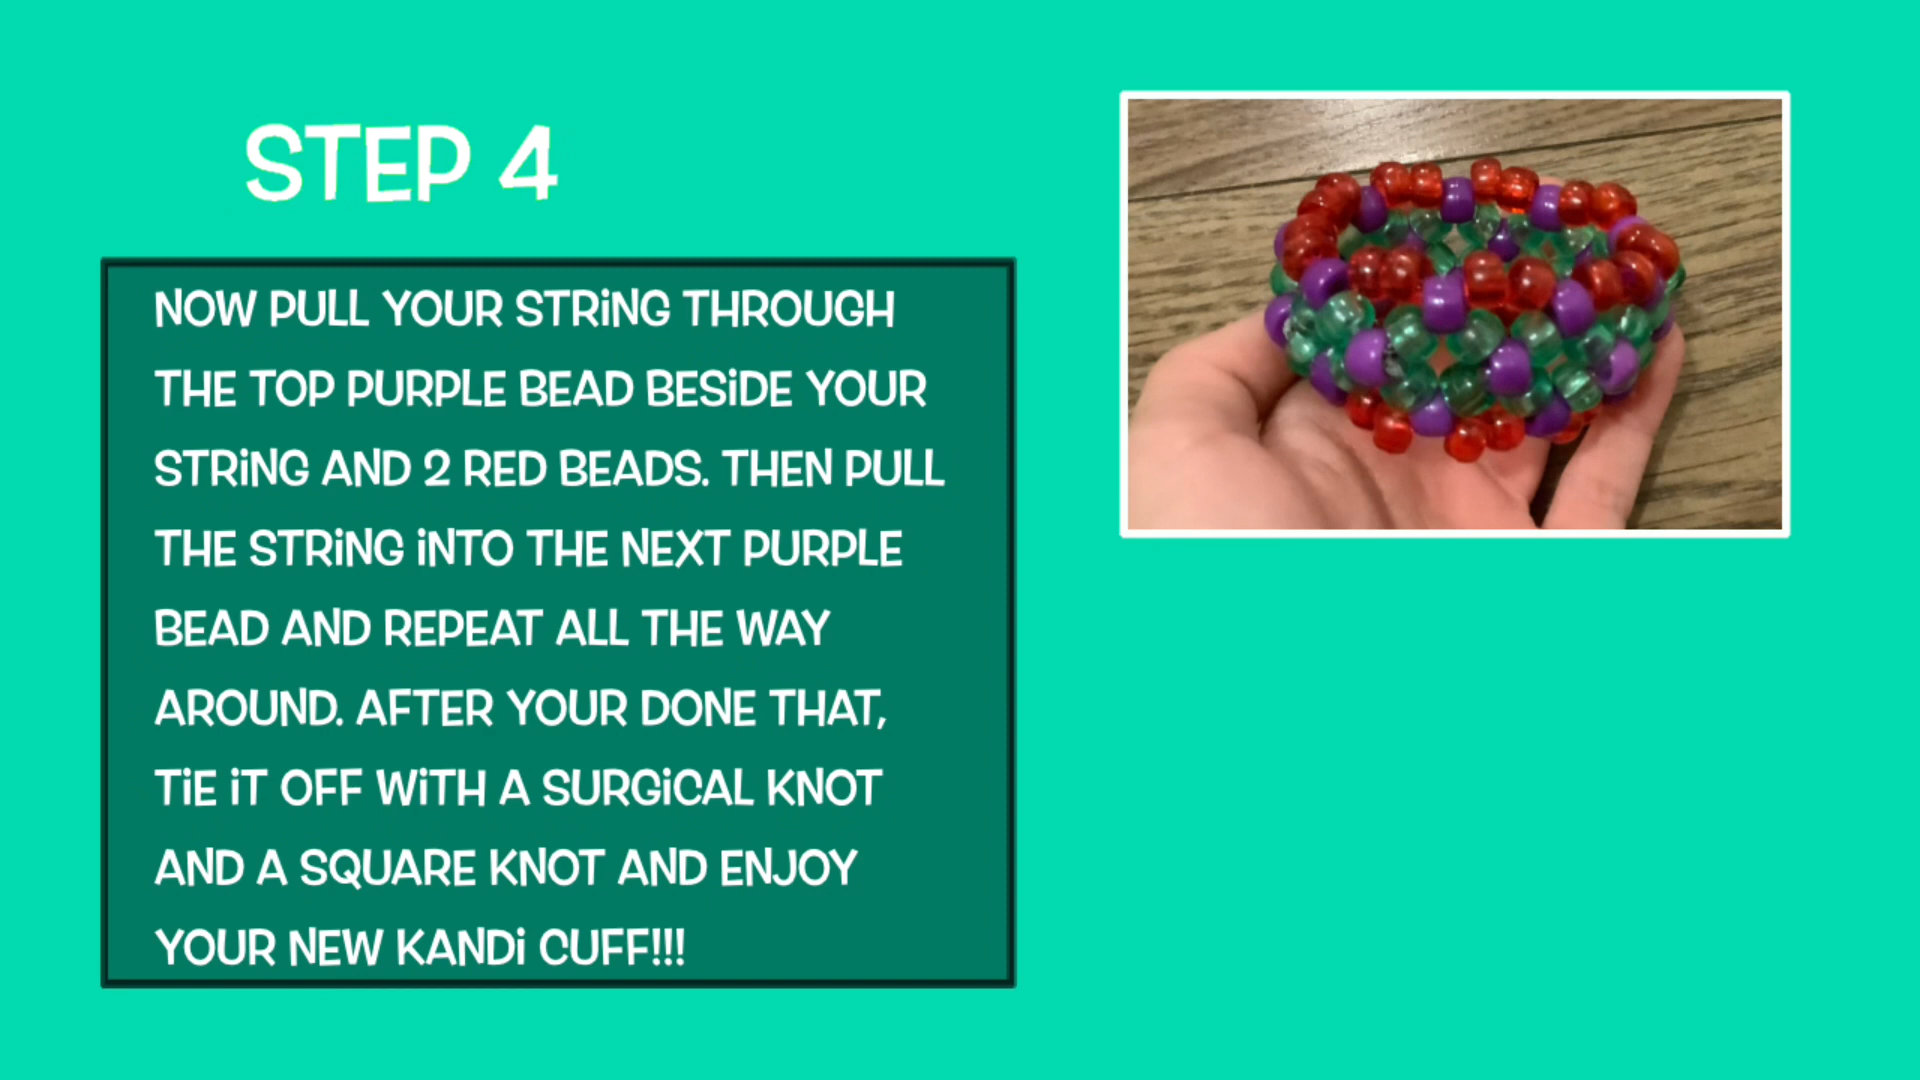 STEP 4
NOW PULL YOUR STRiNG THROUGH
THE TOP PURPLE BEAD BESiDE YOUR
STRiNG AND 2 RED BEADS. THEN PULL
THE STRiNG iNTO THE NEXT PURPLE
BEAD AND REPEAT ALL THE WAY
AROUND. AFTER YOUR DONE THAT,
TiE iT OFF WiTH A SURGiCAL KNOT
AND A SQUARE KNOT AND ENJOY
YOUR NEW KANDi CUFF!!!